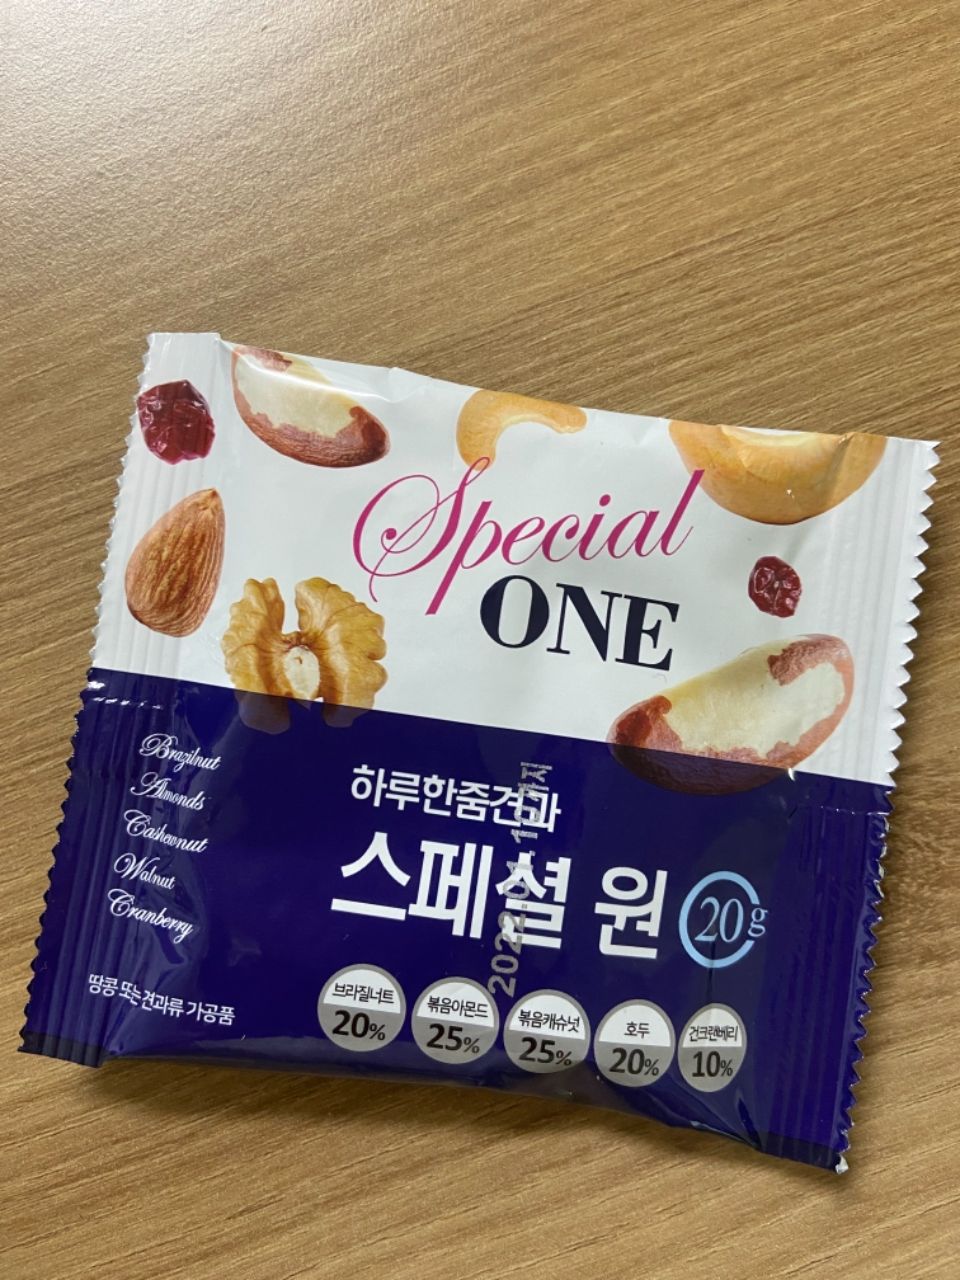 Special
ONE
Brazilnut
Almonds
Cashewnut
Walnut
Cranberry
땅콩 또는 견과류 가공품
하루한줌견과
스페셜 원
20g
브라질너트
20%
볶음아몬드
25%
볶음캐슈넛
25%
호두
20%
건크랜베리
10%